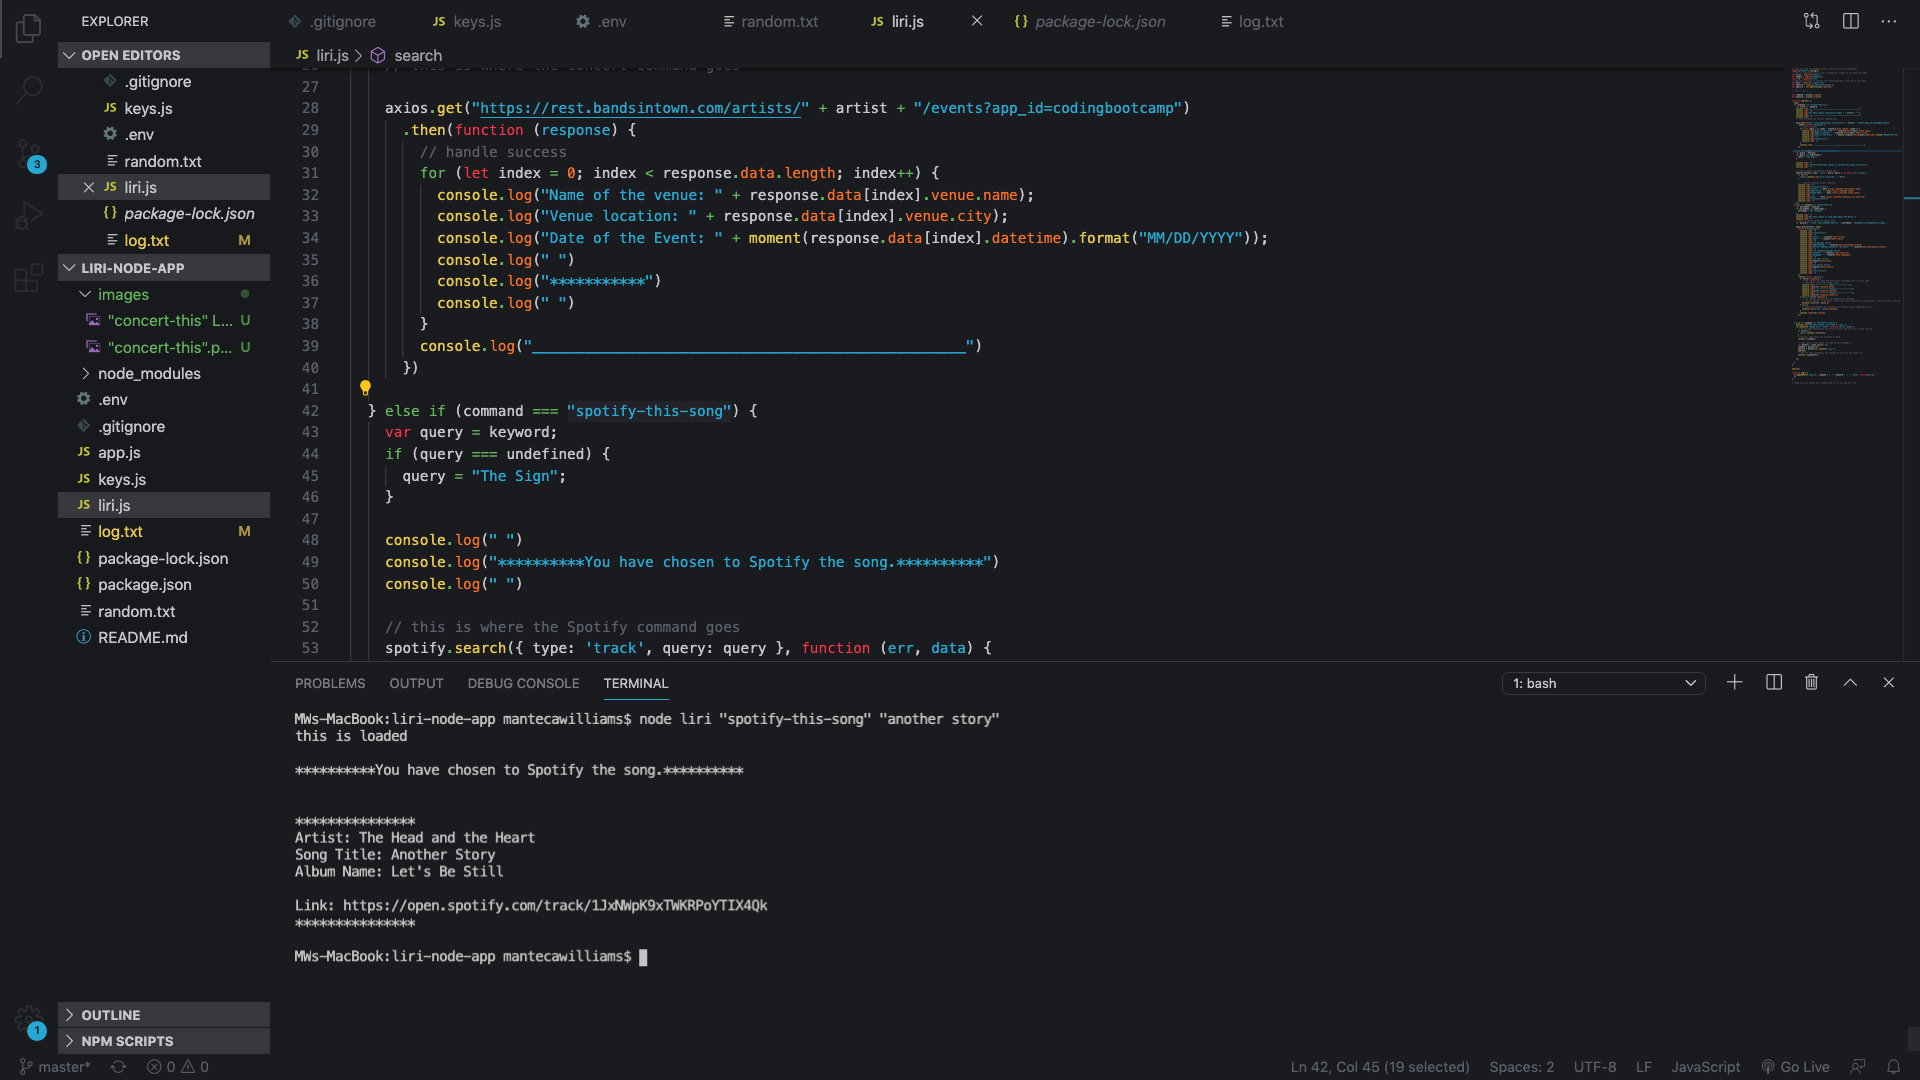 EXPLORER
OPEN EDITORS
.gitignore
JS keys.js
.env
random.txt
JS liri.js
{} package-lock.json
log.txt M
LIRI-NODE-APP
images
"concert-this" L... U
"concert-this".p... U
node_modules
.env
.gitignore
JS app.js
JS keys.js
JS liri.js
log.txt M
{} package-lock.json
{} package.json
random.txt
README.md
OUTLINE
NPM SCRIPTS
3
1
.gitignore JS keys.js .env random.txt JS liri.js {} package-lock.json log.txt
JS liri.js > search
27
28 axios.get("https://rest.bandsintown.com/artists/" + artist + "/events?app_id=codingbootcamp")
29 .then(function (response) {
30 // handle success
31 for (let index = 0; index < response.data.length; index++) {
32 console.log("Name of the venue: " + response.data[index].venue.name);
33 console.log("Venue location: " + response.data[index].venue.city);
34 console.log("Date of the Event: " + moment(response.data[index].datetime).format("MM/DD/YYYY"));
35 console.log(" ")
36 console.log("***********")
37 console.log(" ")
38 }
39 console.log("__________________________________________________")
40 })
41
42 } else if (command === "spotify-this-song") {
43 var query = keyword;
44 if (query === undefined) {
45 query = "The Sign";
46 }
47
48 console.log(" ")
49 console.log("**********You have chosen to Spotify the song.**********")
50 console.log(" ")
51
52 // this is where the Spotify command goes
53 spotify.search({ type: 'track', query: query }, function (err, data) {
PROBLEMS OUTPUT DEBUG CONSOLE TERMINAL 1: bash
MWs-MacBook:liri-node-app mantecawilliams$ node liri "spotify-this-song" "another story"
this is loaded
**********You have chosen to Spotify the song.**********
***************
Artist: The Head and the Heart
Song Title: Another Story
Album Name: Let's Be Still
Link: https://open.spotify.com/track/1JxNWpK9xTWKRPoYTIX4Qk
***************
MWs-MacBook:liri-node-app mantecawilliams$
master* 0 0 Ln 42, Col 45 (19 selected) Spaces: 2 UTF-8 LF JavaScript Go Live